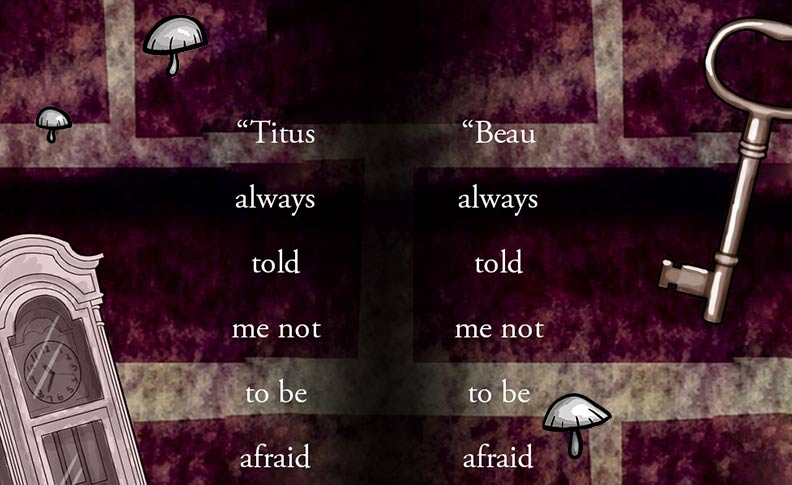 “Titus
always
told
me not
to be
afraid
“Beau
always
told
me not
to be
afraid